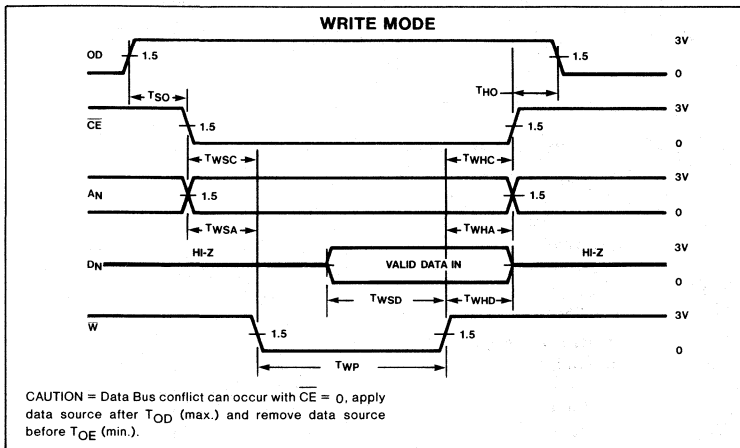 WRITE MODE
3V
OD
1.5
1.5
0
TSO
THO
3V
CE
1.5
1.5
0
TWSC
TWHC
3V
AN
1.5
1.5
0
TWSA
TWHA
HI-Z
HI-Z
3V
DN
VALID DATA IN
0
TWSD
TWHD
3V
W
1.5
1.5
0
TWP
CAUTION = Data Bus conflict can occur with CE = 0, apply
data source after TOD (max.) and remove data source
before TOE (min.).